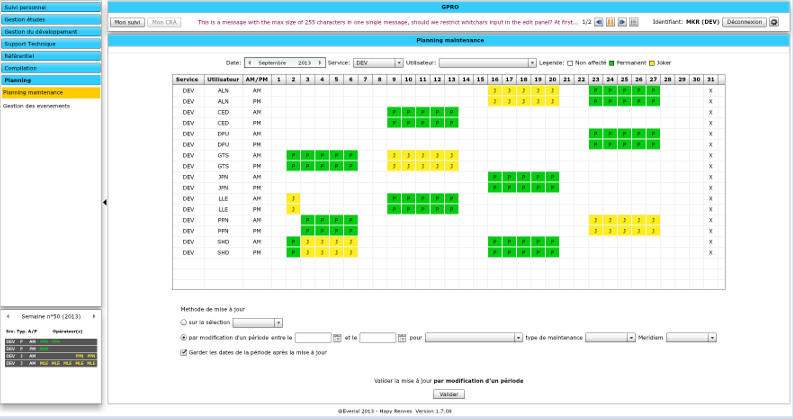 Suivi personnel
Gestion études
Gestion du développement
Support Technique
Référentiel
Compilation
Planning
Planning maintenance
Gestion des evenements
GPRO
Mon suivi Mon CRA This is a message with the max size of 255 characters in one single message, should we restrict whitchars input in the edit panel? At first... 1/2 Identifiant: MKR (DEV) Déconnexion
Planning maintenance
Date: Septembre 2013 Service: DEV Utilisateur: Legende: Non affecté Permanent Joker
Service Utilisateur AM/PM 1 2 3 4 5 6 7 8 9 10 11 12 13 14 15 16 17 18 19 20 21 22 23 24 25 26 27 28 29 30 31
DEV ALN AM J J J J J P P P P P X
DEV ALN PM J J J J J P P P P P X
DEV CED AM P P P P P X
DEV CED PM P P P P P X
DEV DPU AM P P P P P X
DEV DPU PM P P P P P X
DEV GTS AM P P P P P J J J J J X
DEV GTS PM P P P P P J J J J J X
DEV JPN AM P P P P P X
DEV JPN PM P P P P P X
DEV LLE AM J P P P P P X
DEV LLE PM J P P P P P X
DEV PPN AM P P P P J J J J J X
DEV PPN PM P P P P J J J J J X
DEV SHD AM P J J J J P P P P P X
DEV SHD PM P J J J J P P P P P X
Semaine n°50 (2013)
Srv. Typ. A/P Opérateur(s)
DEV P AM
DEV P PM
DEV J AM PPN PPN
DEV J PM MLE MLE MLE MLE MLE
Methode de mise à jour
sur la sélection
par modification d'un période entre le et le pour type de maintenance Meridiem
Garder les dates de la période après la mise à jour
Valider la mise à jour par modification d'un période
Valider
©Everial 2013 - Hapy Rennes Version 1.7.00